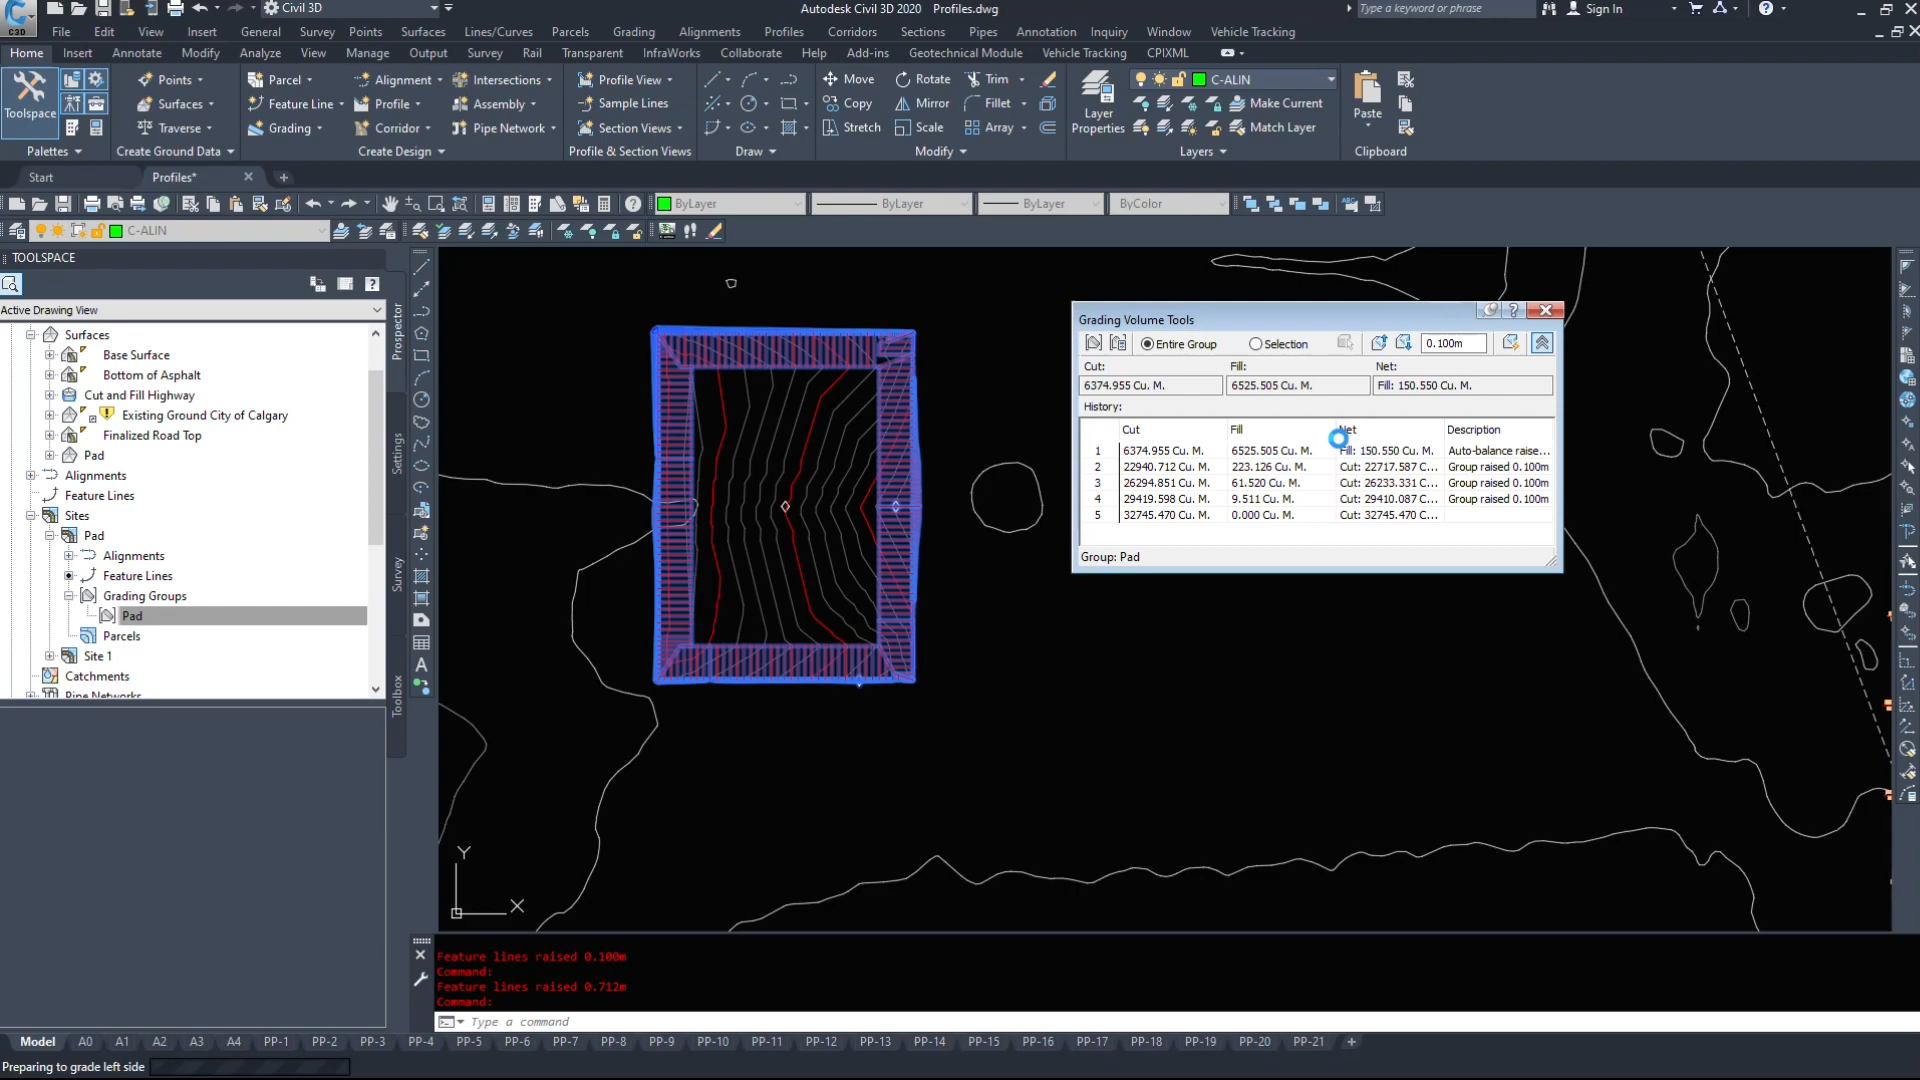 Civil 3D
Autodesk Civil 3D 2020 Profiles.dwg
Type a keyword or phrase
Sign In
C3D
File Edit View Insert General Survey Points Surfaces Lines/Curves Parcels Grading Alignments Profiles Corridors Sections Pipes Annotation Inquiry Window Vehicle Tracking
Home Insert Annotate Modify Analyze View Manage Output Survey Rail Transparent InfraWorks Collaborate Help Add-ins Geotechnical Module Vehicle Tracking CPIXML
Points Parcel Alignment Intersections Profile View Move Rotate Trim C-ALIN
Toolspace Surfaces Feature Line Profile Assembly Sample Lines Copy Mirror Fillet Layer Properties Make Current Paste
Traverse Grading Corridor Pipe Network Section Views Stretch Scale Array Match Layer
Palettes Create Ground Data Create Design Profile & Section Views Draw Modify Layers Clipboard
Start Profiles*
ByLayer ByLayer ByLayer ByColor
C-ALIN
TOOLSPACE
Active Drawing View
Surfaces
Base Surface
Bottom of Asphalt
Cut and Fill Highway
Existing Ground City of Calgary
Finalized Road Top
Pad
Alignments
Feature Lines
Sites
Pad
Alignments
Feature Lines
Grading Groups
Pad
Parcels
Site 1
Catchments
Pipe Networks
Prospector
Settings
Survey
Toolbox
Grading Volume Tools
Entire Group Selection 0.100m
Cut: Fill: Net:
6374.955 Cu. M. 6525.505 Cu. M. Fill: 150.550 Cu. M.
History:
Cut Fill Net Description
1 6374.955 Cu. M. 6525.505 Cu. M. Fill: 150.550 Cu. M. Auto-balance raise...
2 22940.712 Cu. M. 223.126 Cu. M. Cut: 22717.587 C... Group raised 0.100m
3 26294.851 Cu. M. 61.520 Cu. M. Cut: 26233.331 C... Group raised 0.100m
4 29419.598 Cu. M. 9.511 Cu. M. Cut: 29410.087 C... Group raised 0.100m
5 32745.470 Cu. M. 0.000 Cu. M. Cut: 32745.470 C...
Group: Pad
Y
X
Feature lines raised 0.100m
Command:
Feature lines raised 0.712m
Command:
Type a command
Model A0 A1 A2 A3 A4 PP-1 PP-2 PP-3 PP-4 PP-5 PP-6 PP-7 PP-8 PP-9 PP-10 PP-11 PP-12 PP-13 PP-14 PP-15 PP-16 PP-17 PP-18 PP-19 PP-20 PP-21
Preparing to grade left side